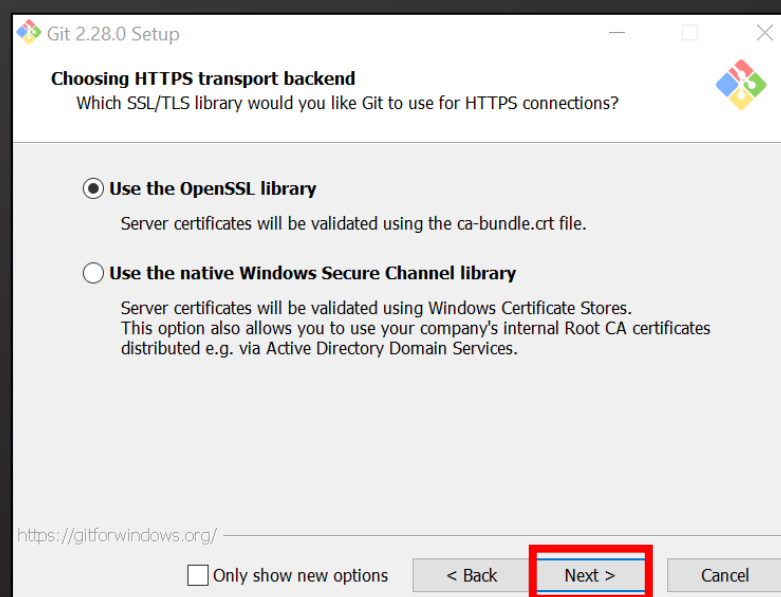 Git 2.28.0 Setup
Choosing HTTPS transport backend
Which SSL/TLS library would you like Git to use for HTTPS connections?
Use the OpenSSL library
Server certificates will be validated using the ca-bundle.crt file.
Use the native Windows Secure Channel library
Server certificates will be validated using Windows Certificate Stores.
This option also allows you to use your company's internal Root CA certificates
distributed e.g. via Active Directory Domain Services.
https://gitforwindows.org/
Only show new options < Back Next > Cancel